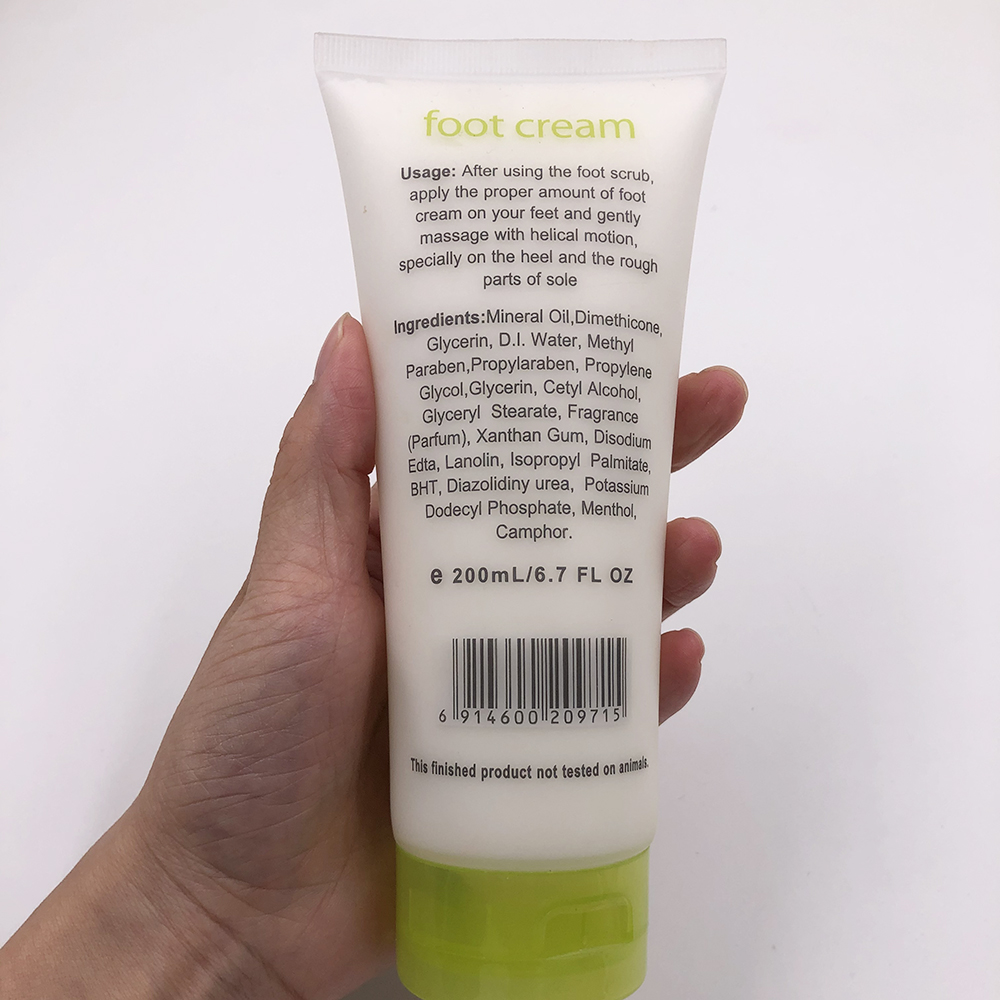 foot cream
Usage: After using the foot scrub,
apply the proper amount of foot
cream on your feet and gently
massage with helical motion,
specially on the heel and the rough
parts of sole
Ingredients:Mineral Oil,Dimethicone,
Glycerin, D.I. Water, Methyl
Paraben,Propylaraben, Propylene
Glycol,Glycerin, Cetyl Alcohol,
Glyceryl Stearate, Fragrance
(Parfum), Xanthan Gum, Disodium
Edta, Lanolin, Isopropyl Palmitate,
BHT, Diazolidiny urea, Potassium
Dodecyl Phosphate, Menthol,
Camphor.
e 200mL/6.7 FL OZ
6 914600 209715
This finished product not tested on animals.